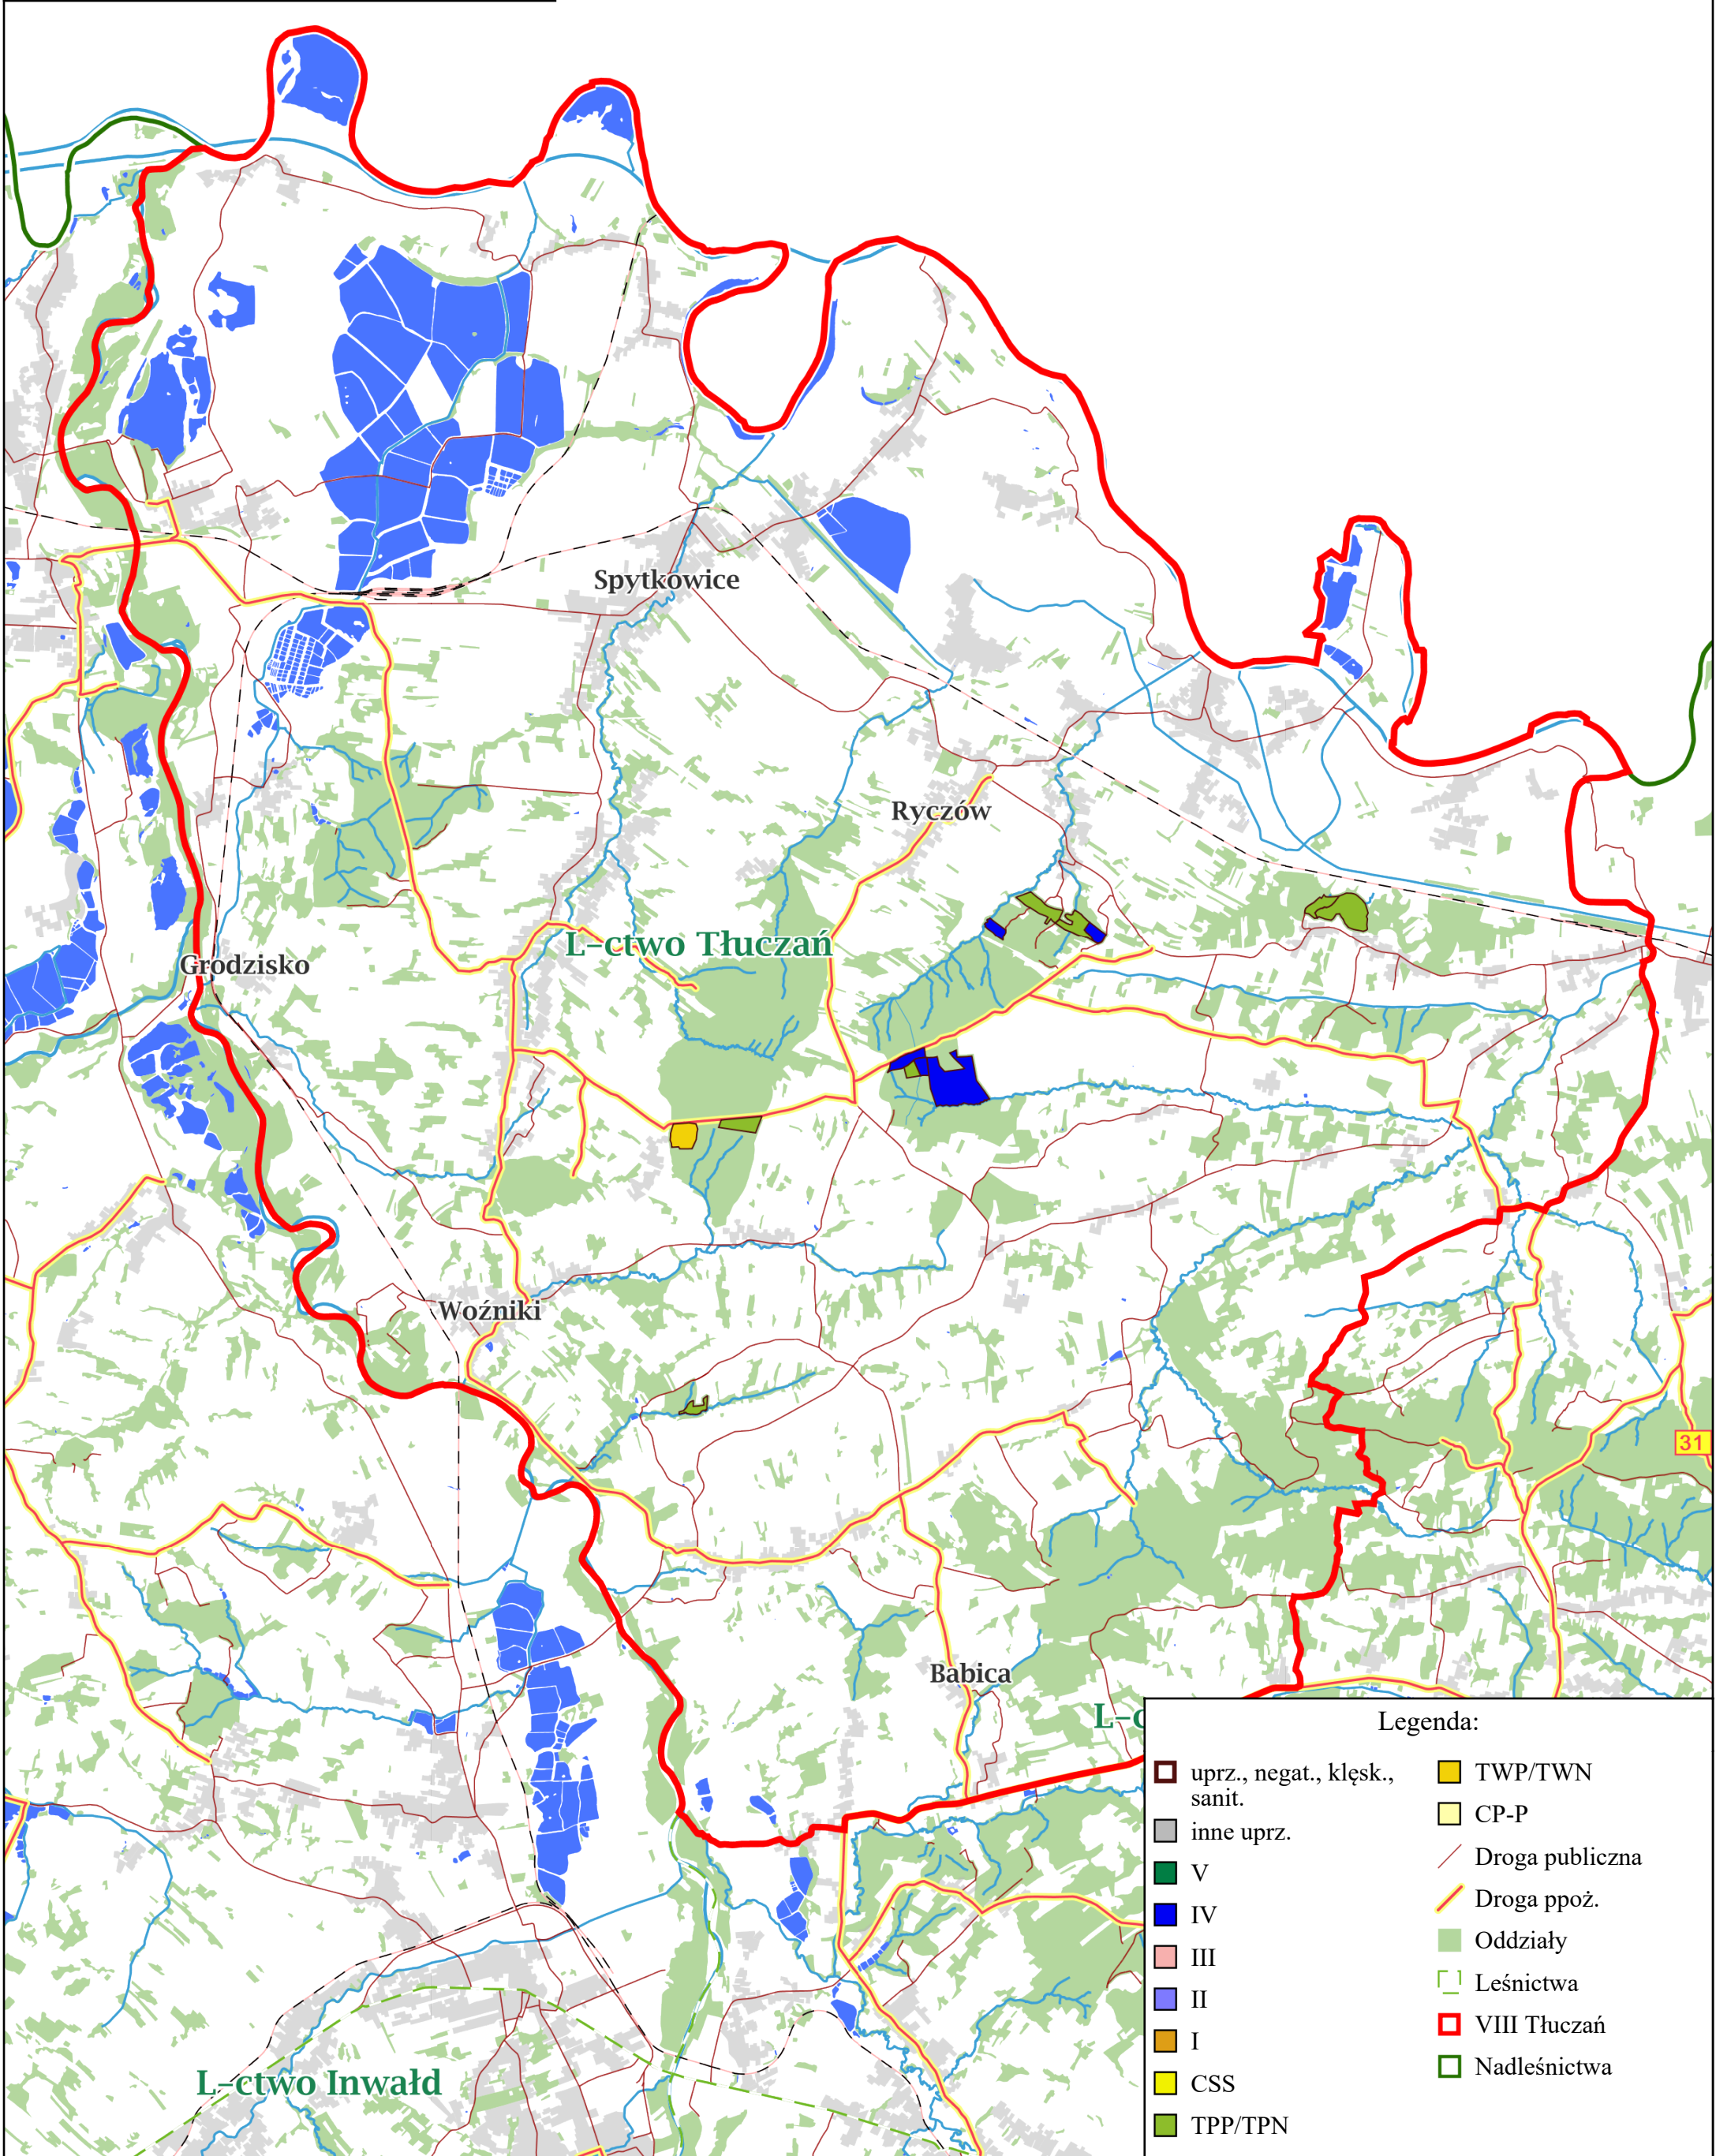 Spytkowice
Ryczów
L-ctwo Tłuczań
Grodzisko
Woźniki
31
Babica
L-c
L-ctwo Inwałd
Legenda:
uprz., negat., klęsk.,
sanit.
inne uprz.
V
IV
III
II
I
CSS
TPP/TPN
TWP/TWN
CP-P
Droga publiczna
Droga ppoż.
Oddziały
Leśnictwa
VIII Tłuczań
Nadleśnictwa